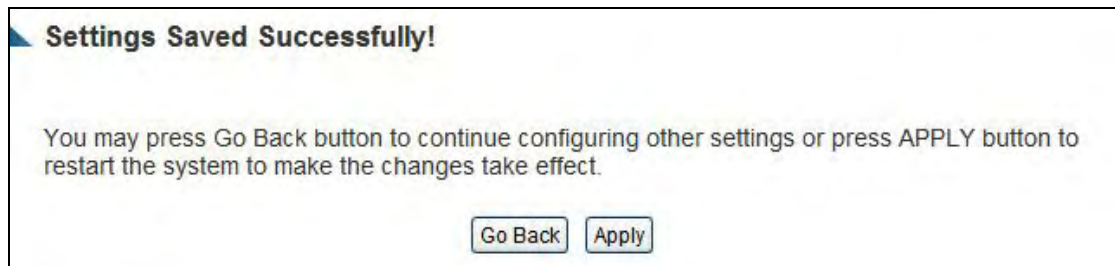 Settings Saved Successfully!
You may press Go Back button to continue configuring other settings or press APPLY button to
restart the system to make the changes take effect.
Go Back Apply